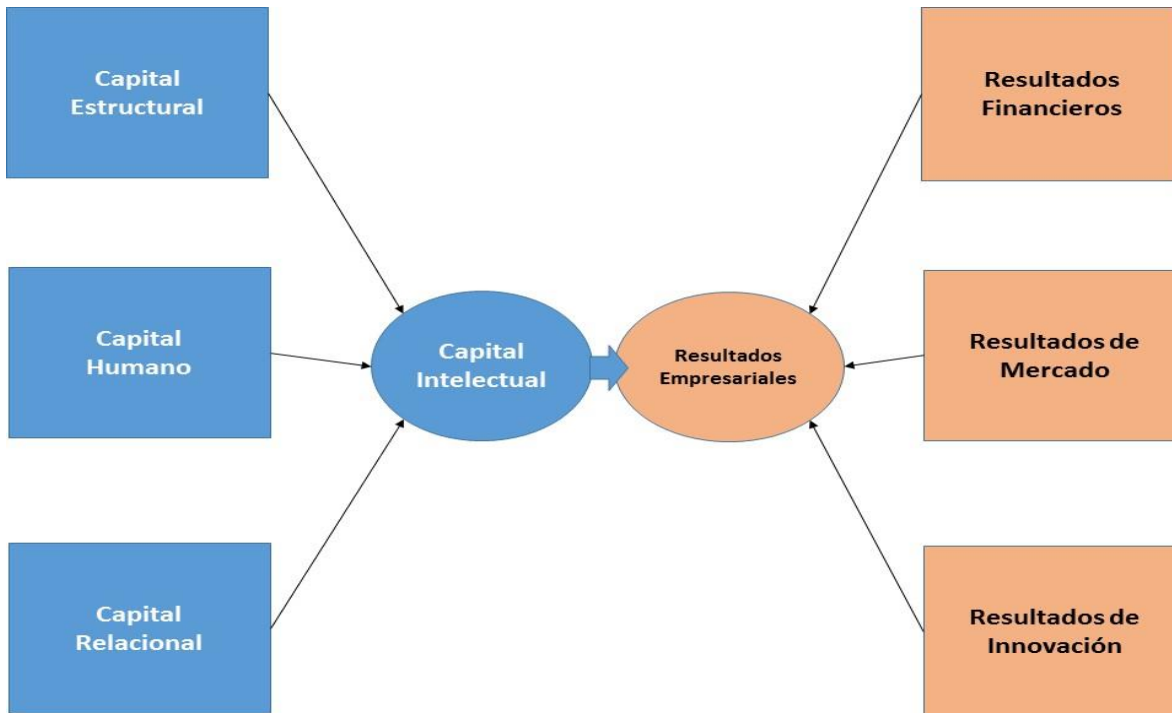 Capital
Estructural
Capital
Humano
Capital
Relacional
Capital
Intelectual
Resultados
Empresariales
Resultados
Financieros
Resultados de
Mercado
Resultados de
Innovación